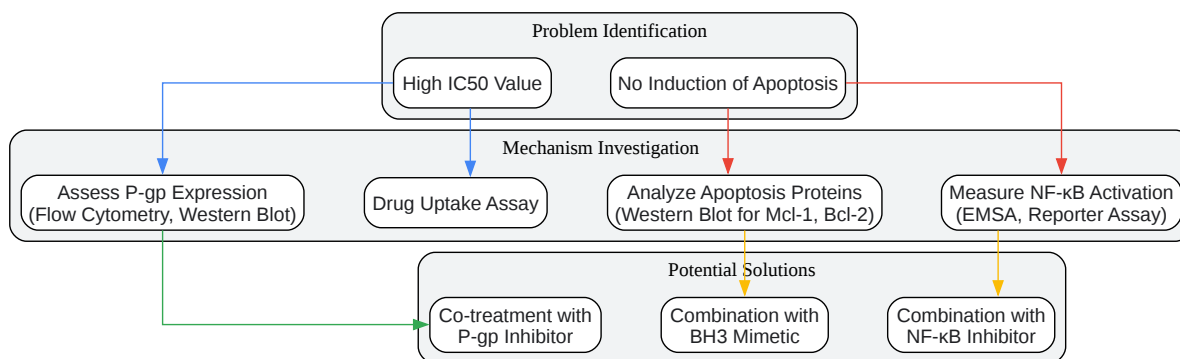 Problem Identification
High IC50 Value
No Induction of Apoptosis
Mechanism Investigation
Assess P-gp Expression
(Flow Cytometry, Western Blot)
Drug Uptake Assay
Analyze Apoptosis Proteins
(Western Blot for Mcl-1, Bcl-2)
Measure NF-κB Activation
(EMSA, Reporter Assay)
Potential Solutions
Co-treatment with
P-gp Inhibitor
Combination with
BH3 Mimetic
Combination with
NF-κB Inhibitor